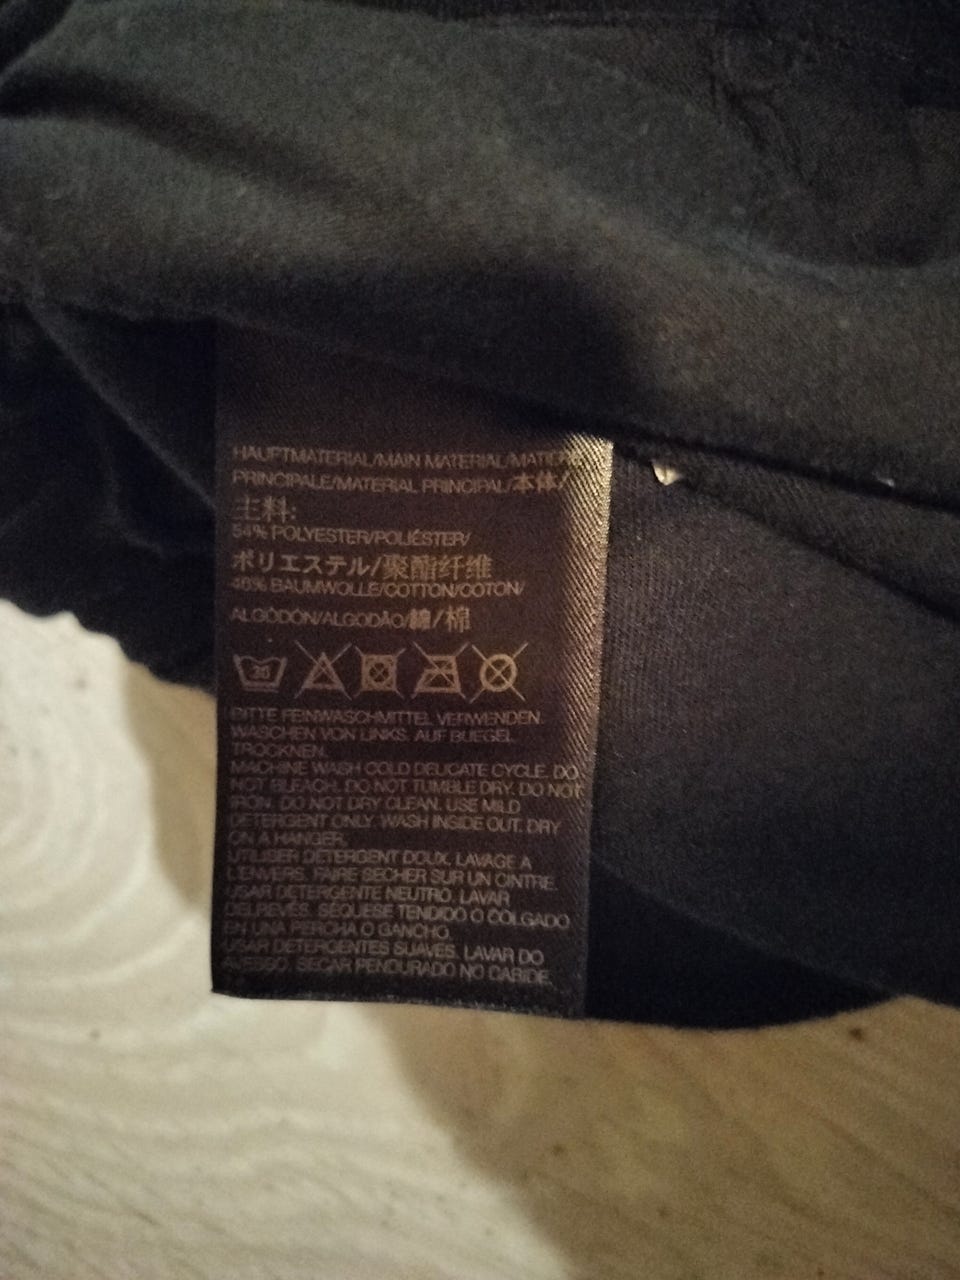 HAUPTMATERIAL/MAIN MATERIAL/MATIÈRE
PRINCIPALE/MATERIAL PRINCIPAL/本体/
主料:
54% POLYESTER/POLIÉSTER/
ポリエステル/聚酯纤维
46% BAUMWOLLE/COTTON/COTON/
ALGODÓN/ALGODÃO/綿/棉
30
BITTE FEINWASCHMITTEL VERWENDEN.
WASCHEN VON LINKS. AUF BUEGEL
TROCKNEN.
MACHINE WASH COLD DELICATE CYCLE. DO
NOT BLEACH. DO NOT TUMBLE DRY. DO NOT
IRON. DO NOT DRY CLEAN. USE MILD
DETERGENT ONLY. WASH INSIDE OUT. DRY
ON A HANGER.
UTILISER DÉTERGENT DOUX. LAVAGE À
L'ENVERS. FAIRE SÉCHER SUR UN CINTRE.
USAR DETERGENTE NEUTRO. LAVAR
DEL REVÉS. SÉQUESE TENDIDO O COLGADO
EN UNA PERCHA O GANCHO.
USAR DETERGENTES SUAVES. LAVAR DO
AVESSO. SECAR PENDURADO NO CABIDE.